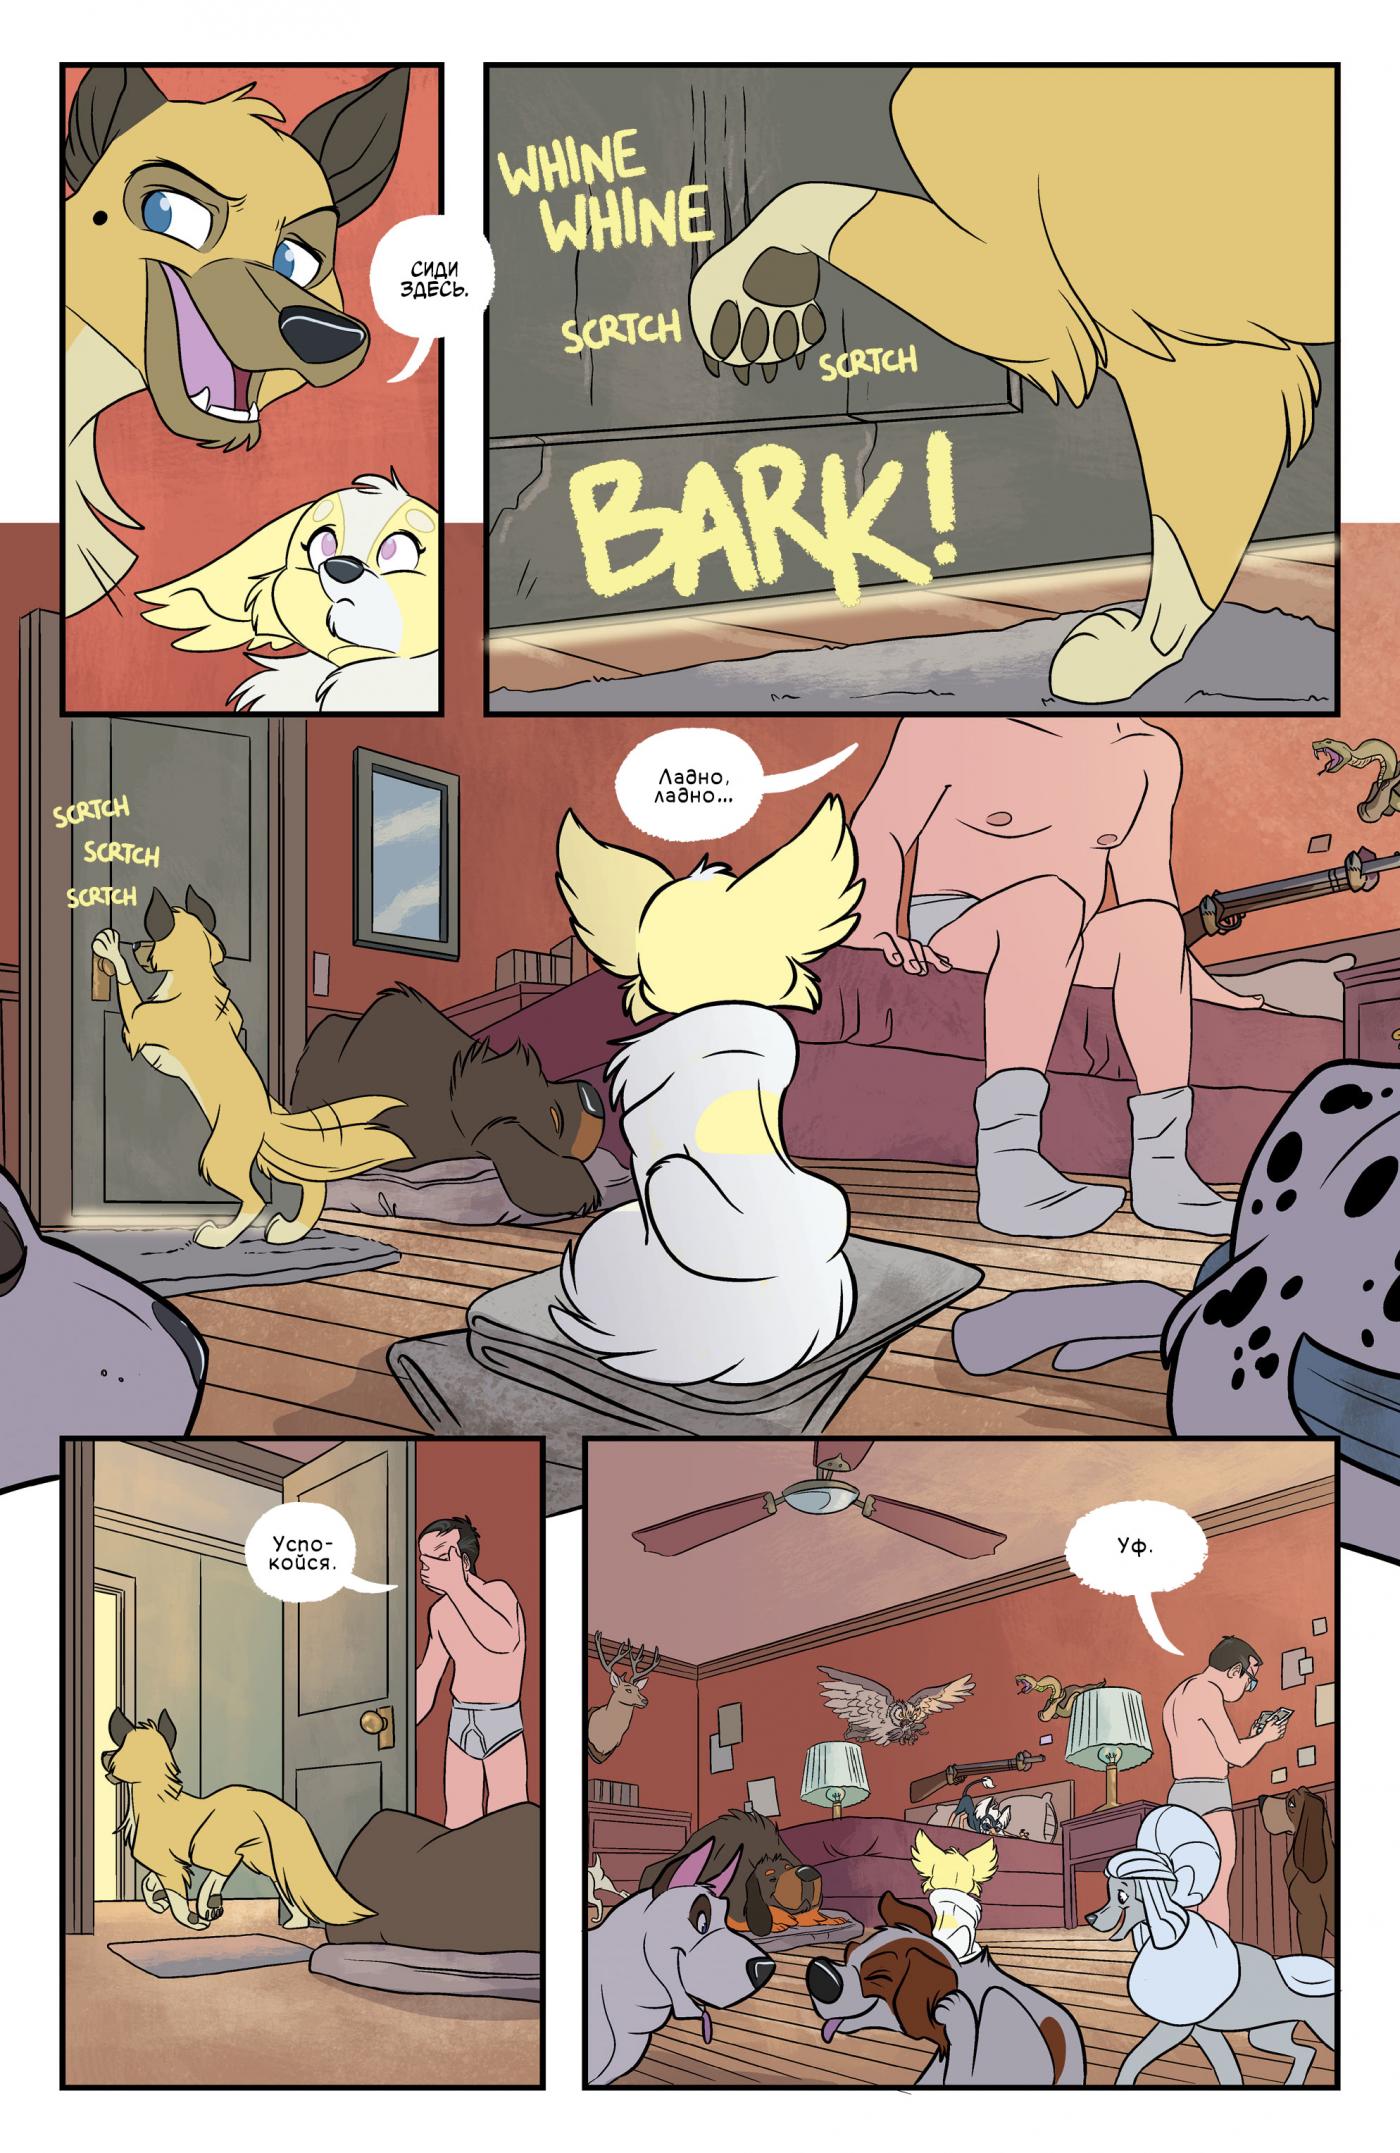 СИДИ
ЗДЕСЬ.
WHINE
WHINE
SCRTCH
SCRTCH
BARK!
Ладно,
ладно...
SCRTCH
SCRTCH
SCRTCH
Успо-
койся.
Уф.